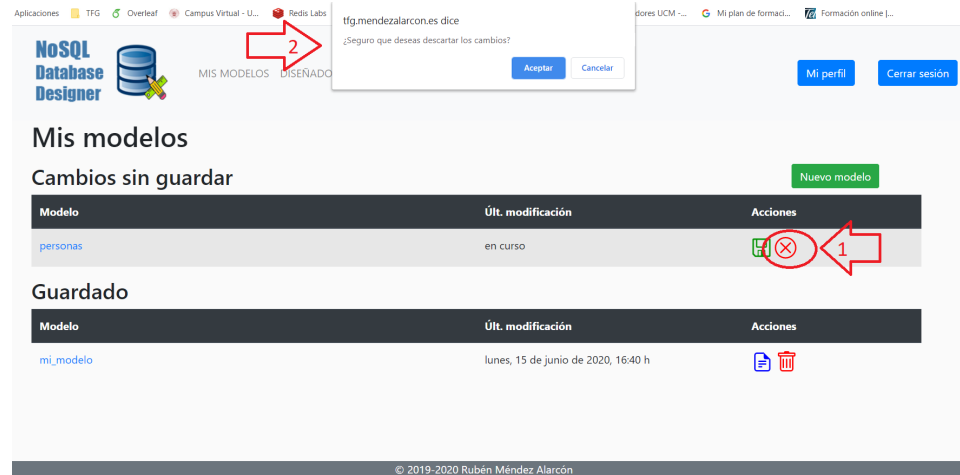 Aplicaciones TFG Overleaf Campus Virtual - U... Redis Labs dores UCM -... Mi plan de formaci... Formación online |...
tfg.mendezalarcon.es dice
¿Seguro que deseas descartar los cambios?
Aceptar Cancelar
2
NoSQL
Database
Designer
MIS MODELOS DISEÑADO
Mi perfil Cerrar sesión
Mis modelos
Cambios sin guardar
Nuevo modelo
Modelo Últ. modificación Acciones
personas en curso
1
Guardado
Modelo Últ. modificación Acciones
mi_modelo lunes, 15 de junio de 2020, 16:40 h
© 2019-2020 Rubén Méndez Alarcón